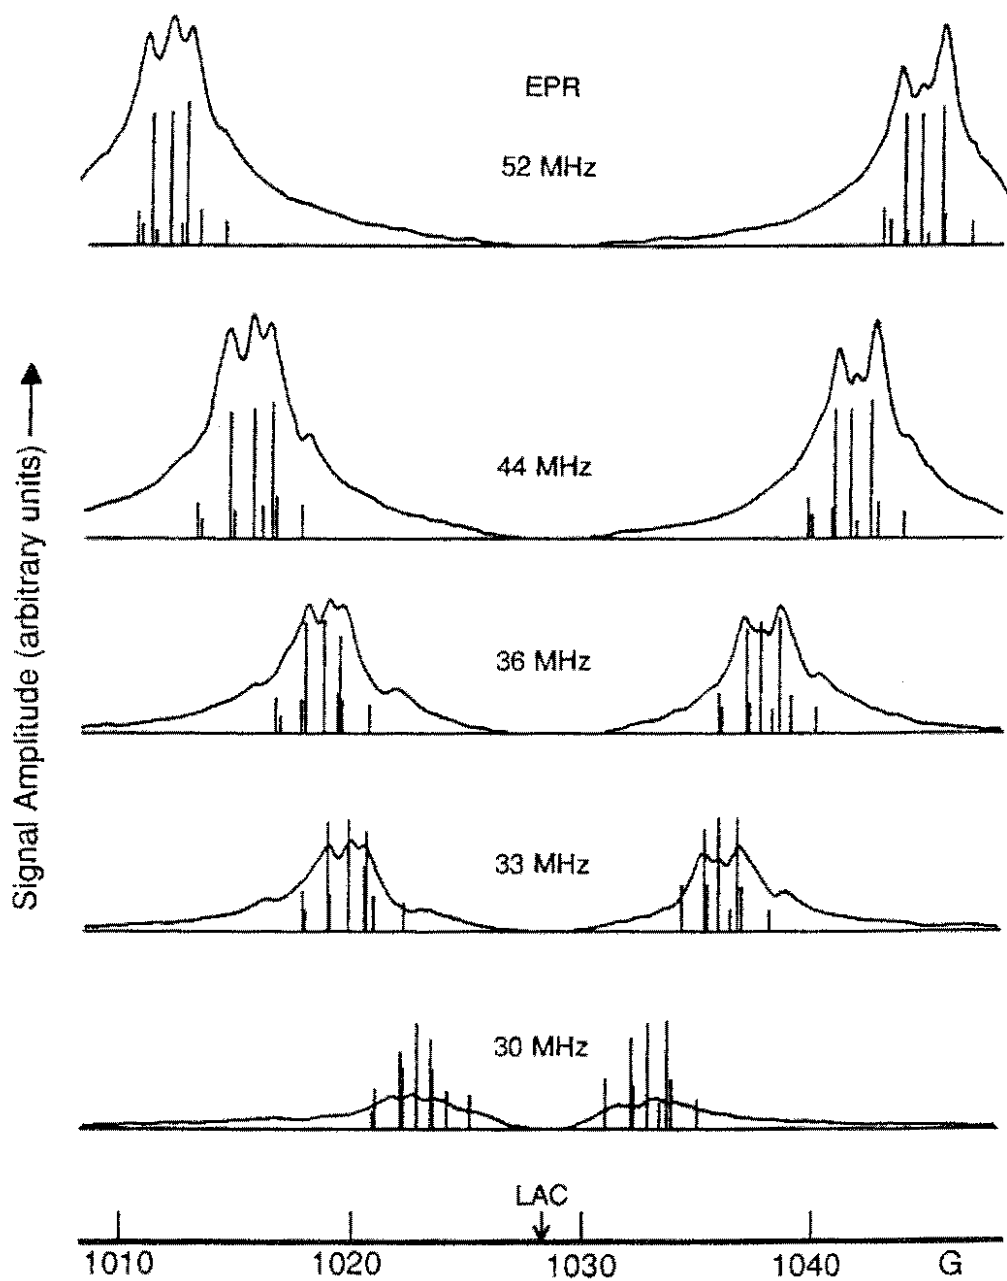 EPR
52 MHz
44 MHz
36 MHz
33 MHz
30 MHz
Signal Amplitude (arbitrary units)
LAC
1010 1020 1030 1040 G